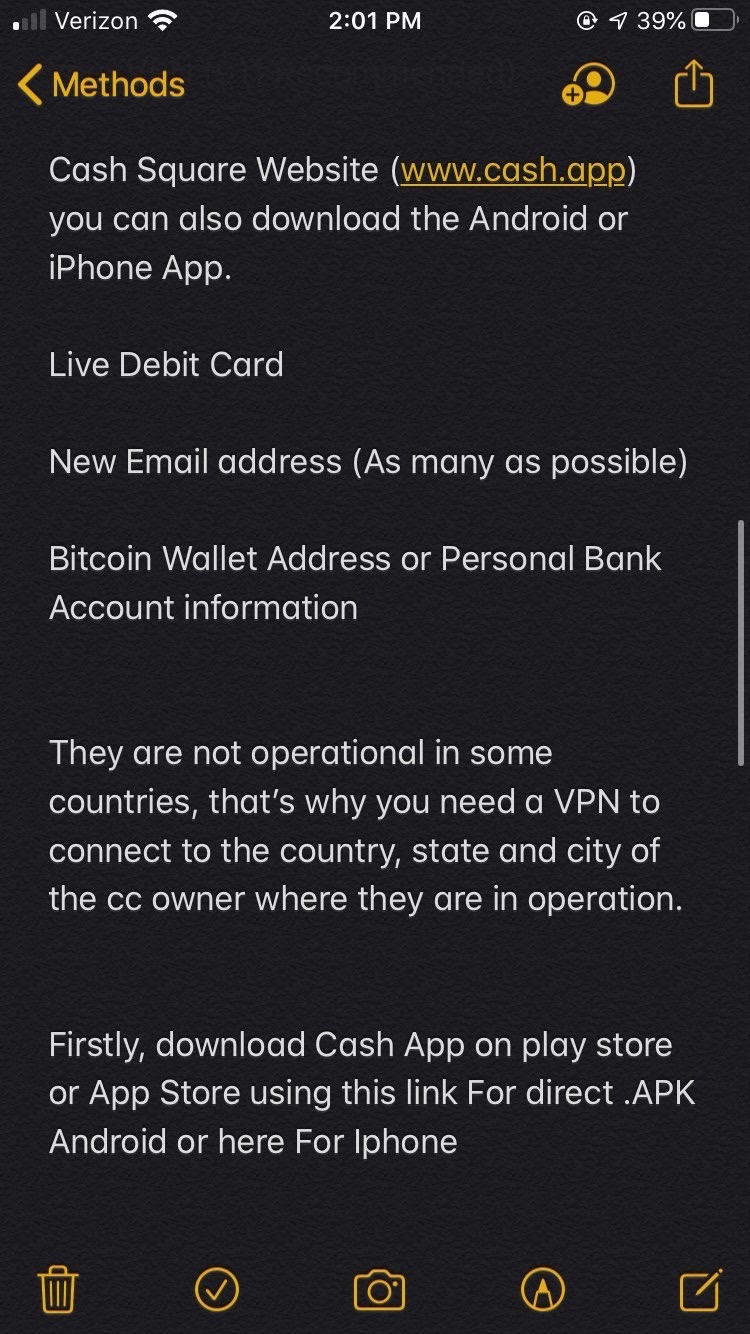 Verizon 2:01 PM 39%
Methods
Cash Square Website (www.cash.app)
you can also download the Android or
iPhone App.
Live Debit Card
New Email address (As many as possible)
Bitcoin Wallet Address or Personal Bank
Account information
They are not operational in some
countries, that's why you need a VPN to
connect to the country, state and city of
the cc owner where they are in operation.
Firstly, download Cash App on play store
or App Store using this link For direct .APK
Android or here For Iphone